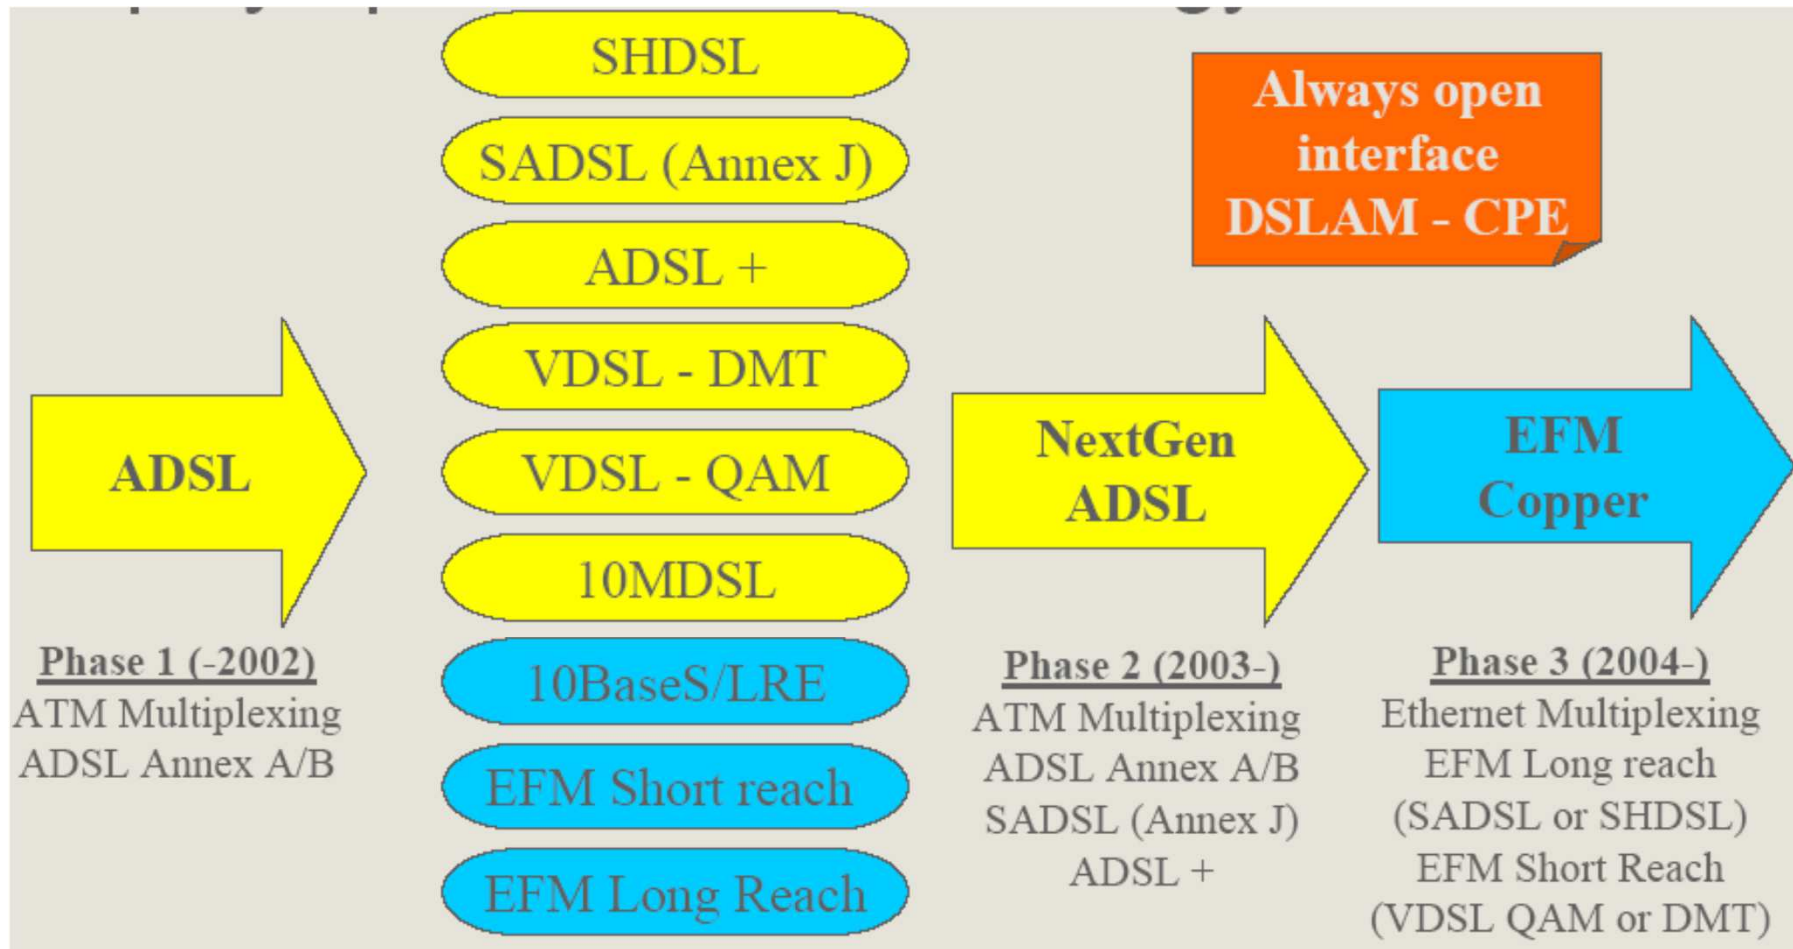 SHDSL
SADSL (Annex J)
ADSL +
VDSL - DMT
VDSL - QAM
10MDSL
10BaseS/LRE
EFM Short reach
EFM Long Reach
Always open
interface
DSLAM - CPE
ADSL
NextGen
ADSL
EFM
Copper
Phase 1 (-2002)
ATM Multiplexing
ADSL Annex A/B
Phase 2 (2003-)
ATM Multiplexing
ADSL Annex A/B
SADSL (Annex J)
ADSL +
Phase 3 (2004-)
Ethernet Multiplexing
EFM Long reach
(SADSL or SHDSL)
EFM Short Reach
(VDSL QAM or DMT)